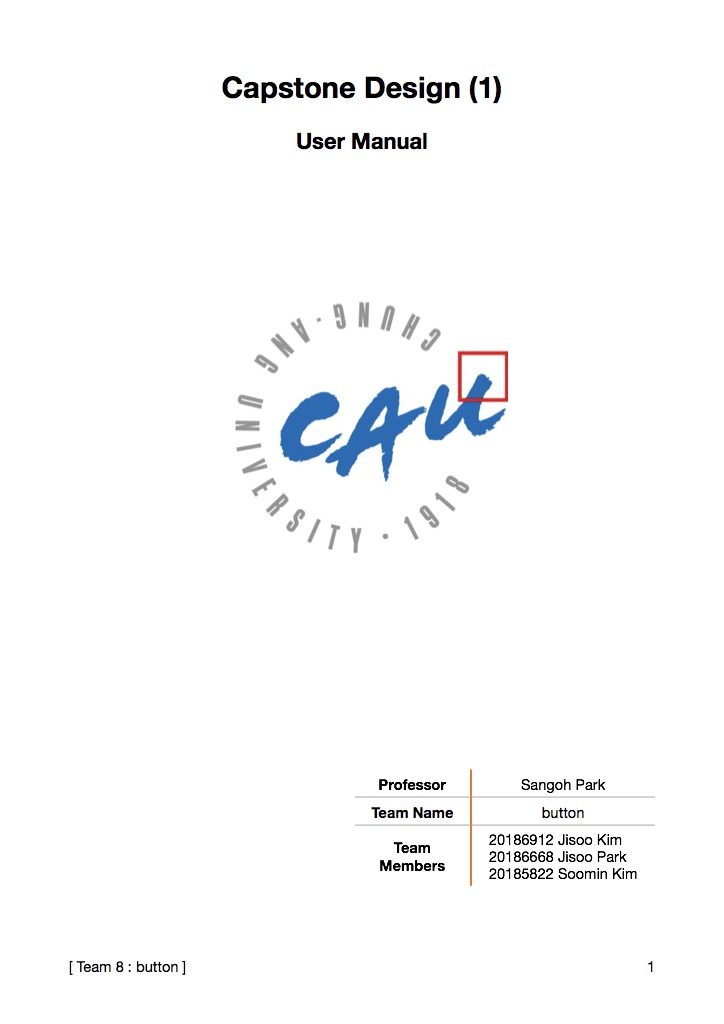 Capstone Design (1)
User Manual
CHUNG·ANG UNIVERSITY · 1918
CAU
Professor Sangoh Park
Team Name button
Team
Members
20186912 Jisoo Kim
20186668 Jisoo Park
20185822 Soomin Kim
[ Team 8 : button ] 1